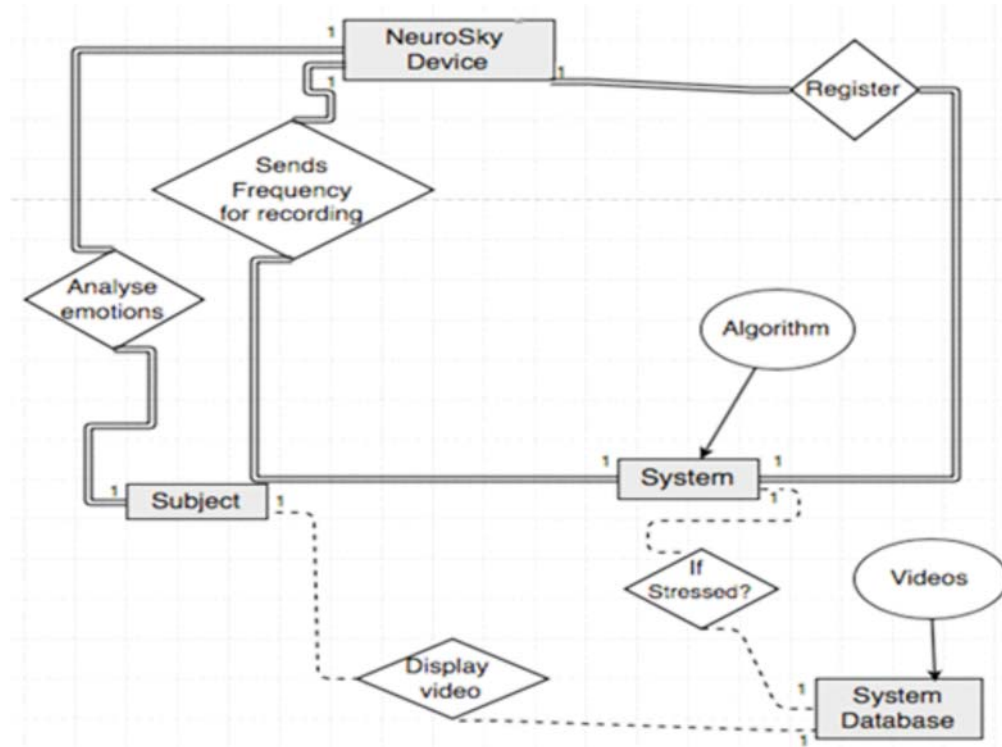 1
NeuroSky
Device
1
1
Register
Sends
Frequency
for recording
Analyse
emotions
Algorithm
1
System
1
1
Subject
1
1
If
Stressed?
Videos
Display
video
1
System
Database
1